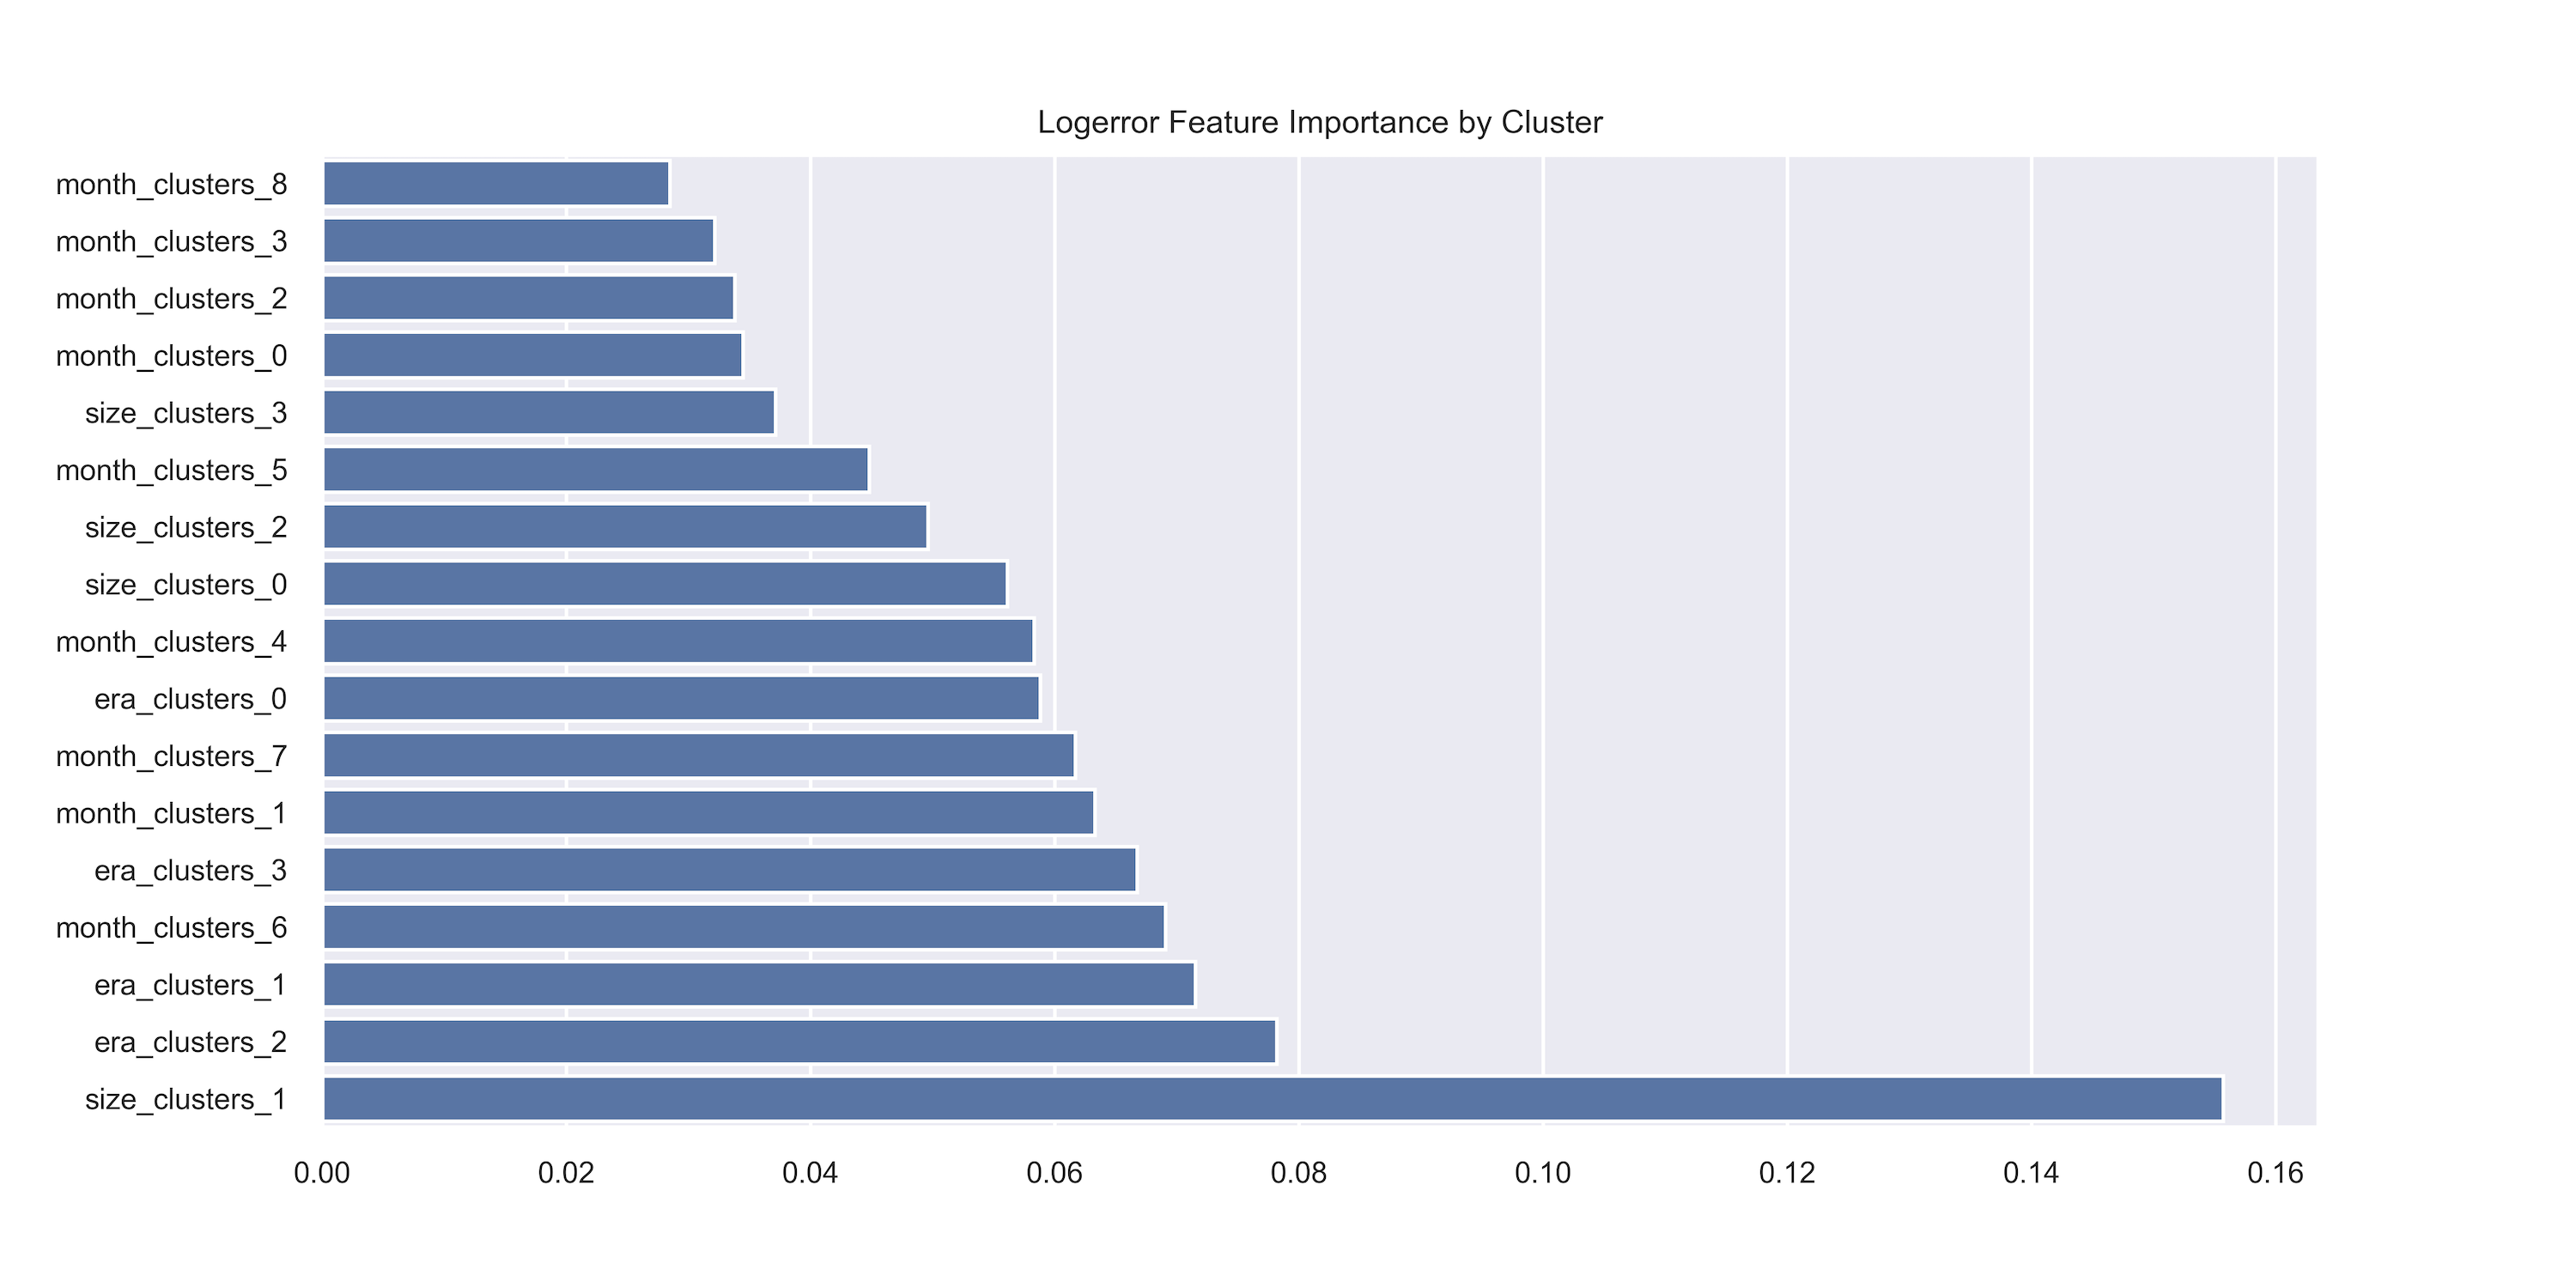 Logerror Feature Importance by Cluster
month_clusters_8
month_clusters_3
month_clusters_2
month_clusters_0
size_clusters_3
month_clusters_5
size_clusters_2
size_clusters_0
month_clusters_4
era_clusters_0
month_clusters_7
month_clusters_1
era_clusters_3
month_clusters_6
era_clusters_1
era_clusters_2
size_clusters_1
0.00 0.02 0.04 0.06 0.08 0.10 0.12 0.14 0.16